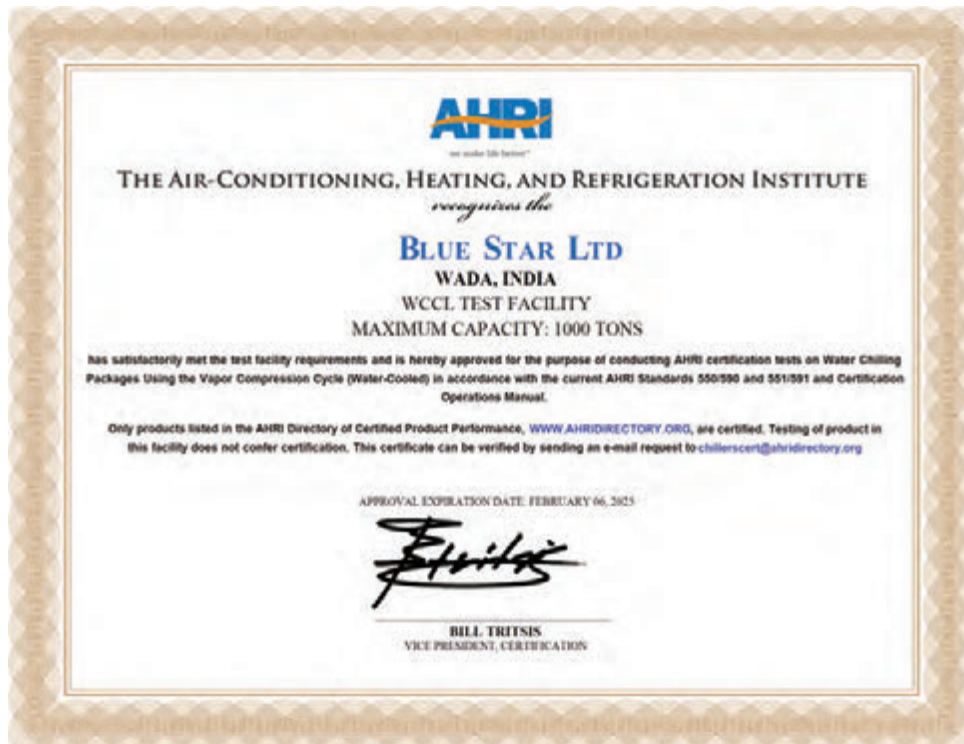 AHRI
we make life better™
THE AIR-CONDITIONING, HEATING, AND REFRIGERATION INSTITUTE
recognizes the
BLUE STAR LTD
WADA, INDIA
WCCL TEST FACILITY
MAXIMUM CAPACITY: 1000 TONS
has satisfactorily met the test facility requirements and is hereby approved for the purpose of conducting AHRI certification tests on Water Chilling
Packages Using the Vapor Compression Cycle (Water-Cooled) in accordance with the current AHRI Standards 550/590 and 551/591 and Certification
Operations Manual.
Only products listed in the AHRI Directory of Certified Product Performance, WWW.AHRIDIRECTORY.ORG, are certified. Testing of product in
this facility does not confer certification. This certificate can be verified by sending an e-mail request to chillerscert@ahridirectory.org
APPROVAL EXPIRATION DATE: FEBRUARY 06, 2025
BILL TRITSIS
VICE PRESIDENT, CERTIFICATION